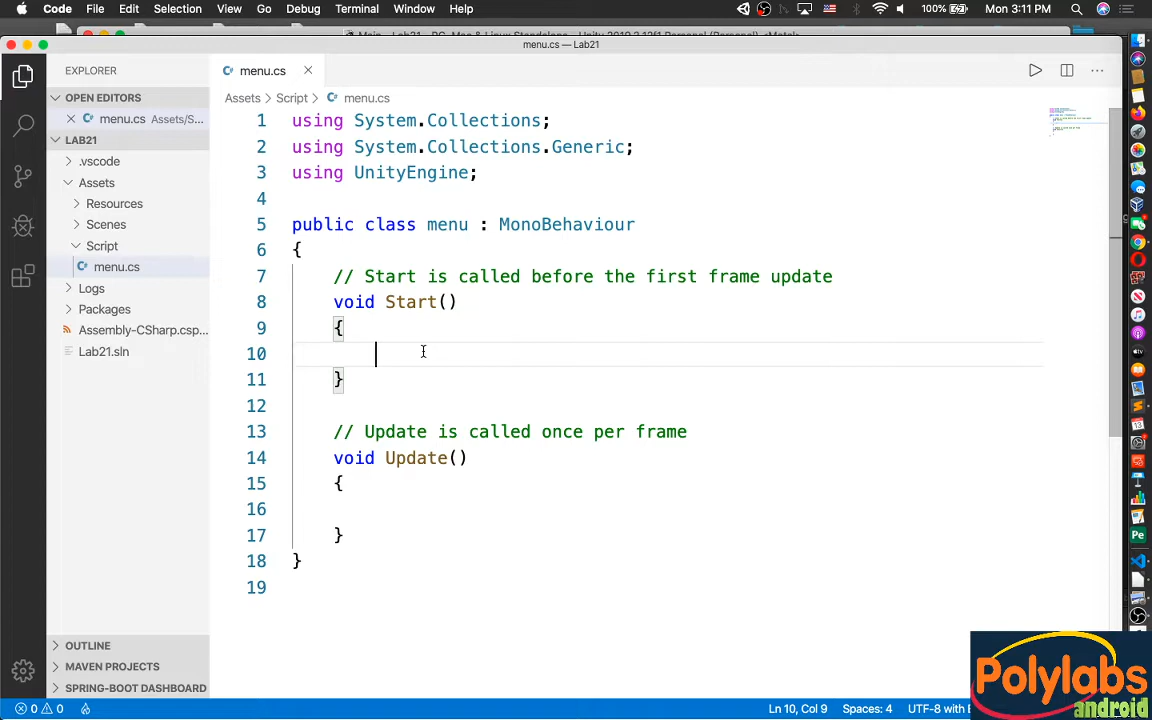 Code File Edit Selection View Go Debug Terminal Window Help 100% Mon 3:11 PM
menu.cs — Lab21
EXPLORER
menu.cs
OPEN EDITORS
menu.cs Assets/S...
Assets > Script > menu.cs
LAB21
.vscode
Assets
Resources
Scenes
Script
menu.cs
Logs
Packages
Assembly-CSharp.csp...
Lab21.sln
1 using System.Collections;
2 using System.Collections.Generic;
3 using UnityEngine;
4
5 public class menu : MonoBehaviour
6 {
7 // Start is called before the first frame update
8 void Start()
9 {
10
11 }
12
13 // Update is called once per frame
14 void Update()
15 {
16
17 }
18 }
19
OUTLINE
MAVEN PROJECTS
SPRING-BOOT DASHBOARD
0 0 Ln 10, Col 9 Spaces: 4 UTF-8 with
Polylabs
android